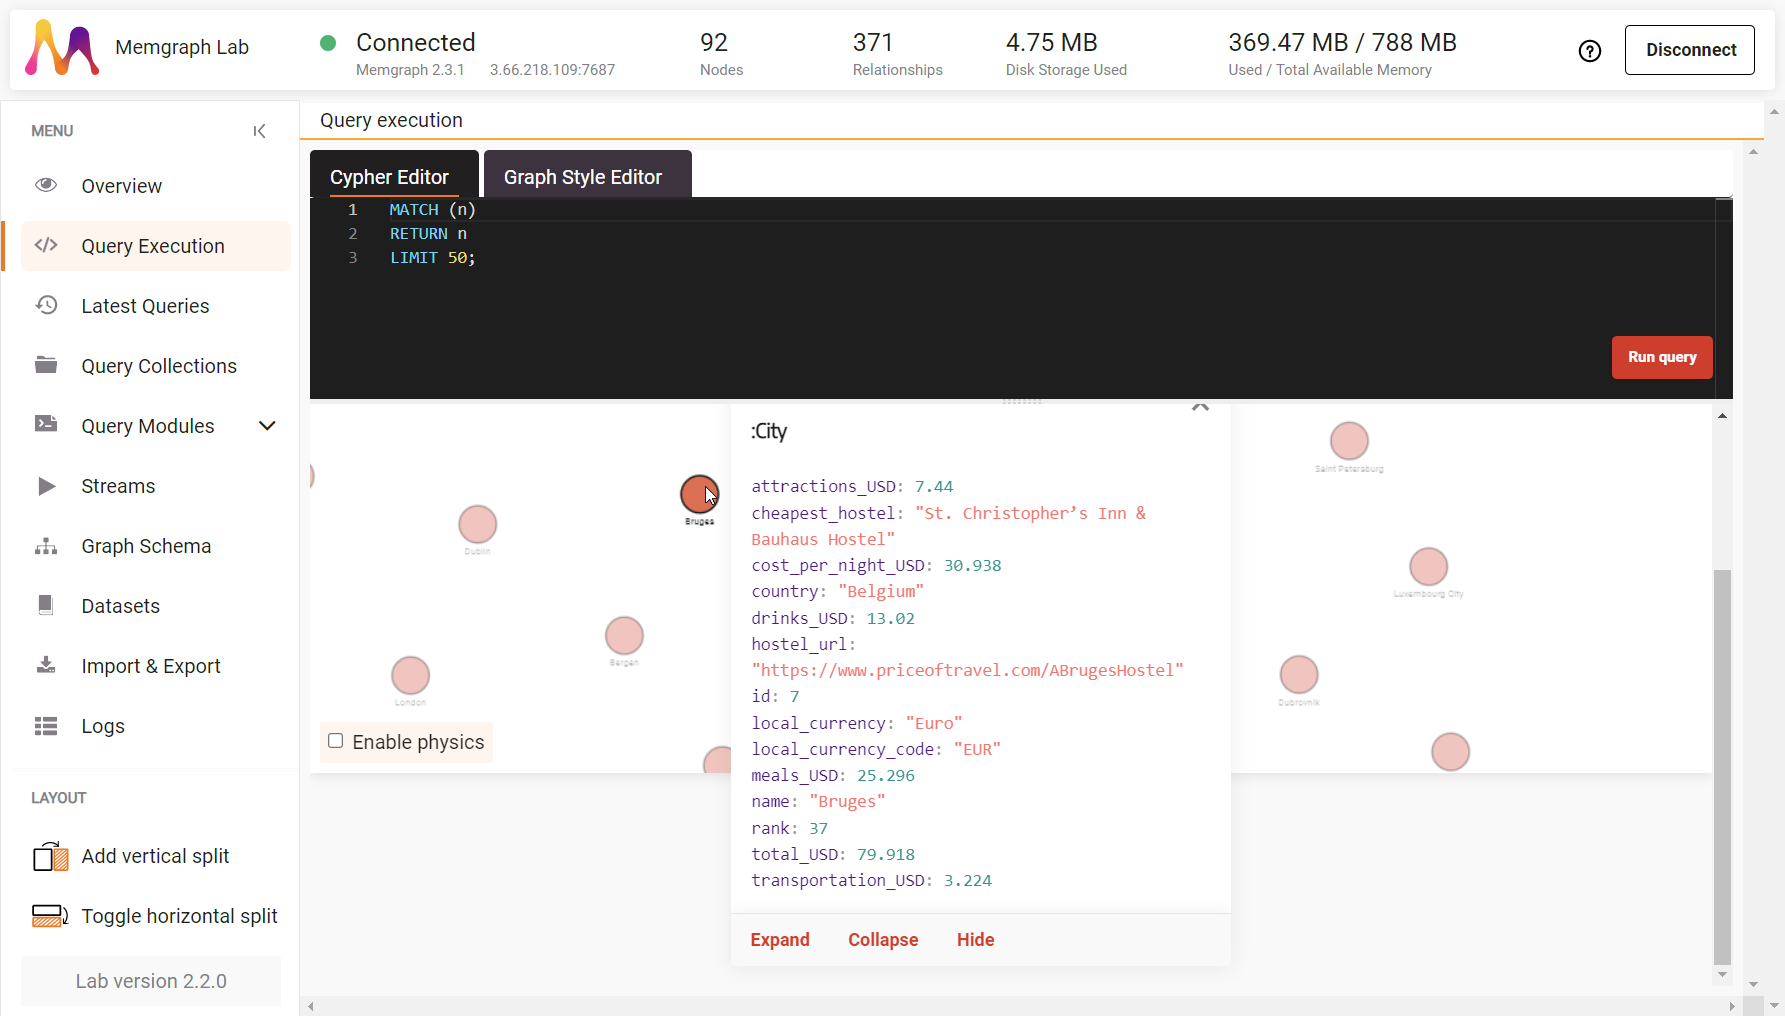 Memgraph Lab
Connected
Memgraph 2.3.1 3.66.218.109:7687
92
Nodes
371
Relationships
4.75 MB
Disk Storage Used
369.47 MB / 788 MB
Used / Total Available Memory
Disconnect
MENU
Overview
Query Execution
Latest Queries
Query Collections
Query Modules
Streams
Graph Schema
Datasets
Import & Export
Logs
LAYOUT
Add vertical split
Toggle horizontal split
Lab version 2.2.0
Query execution
Cypher Editor
Graph Style Editor
1 MATCH (n)
2 RETURN n
3 LIMIT 50;
Run query
Bruges
Dublin
Bergen
London
Enable physics
:City
attractions_USD: 7.44
cheapest_hostel: "St. Christopher’s Inn &
Bauhaus Hostel"
cost_per_night_USD: 30.938
country: "Belgium"
drinks_USD: 13.02
hostel_url:
"https://www.priceoftravel.com/ABrugesHostel"
id: 7
local_currency: "Euro"
local_currency_code: "EUR"
meals_USD: 25.296
name: "Bruges"
rank: 37
total_USD: 79.918
transportation_USD: 3.224
Expand
Collapse
Hide
Saint Petersburg
Luxembourg City
Dubrovnik